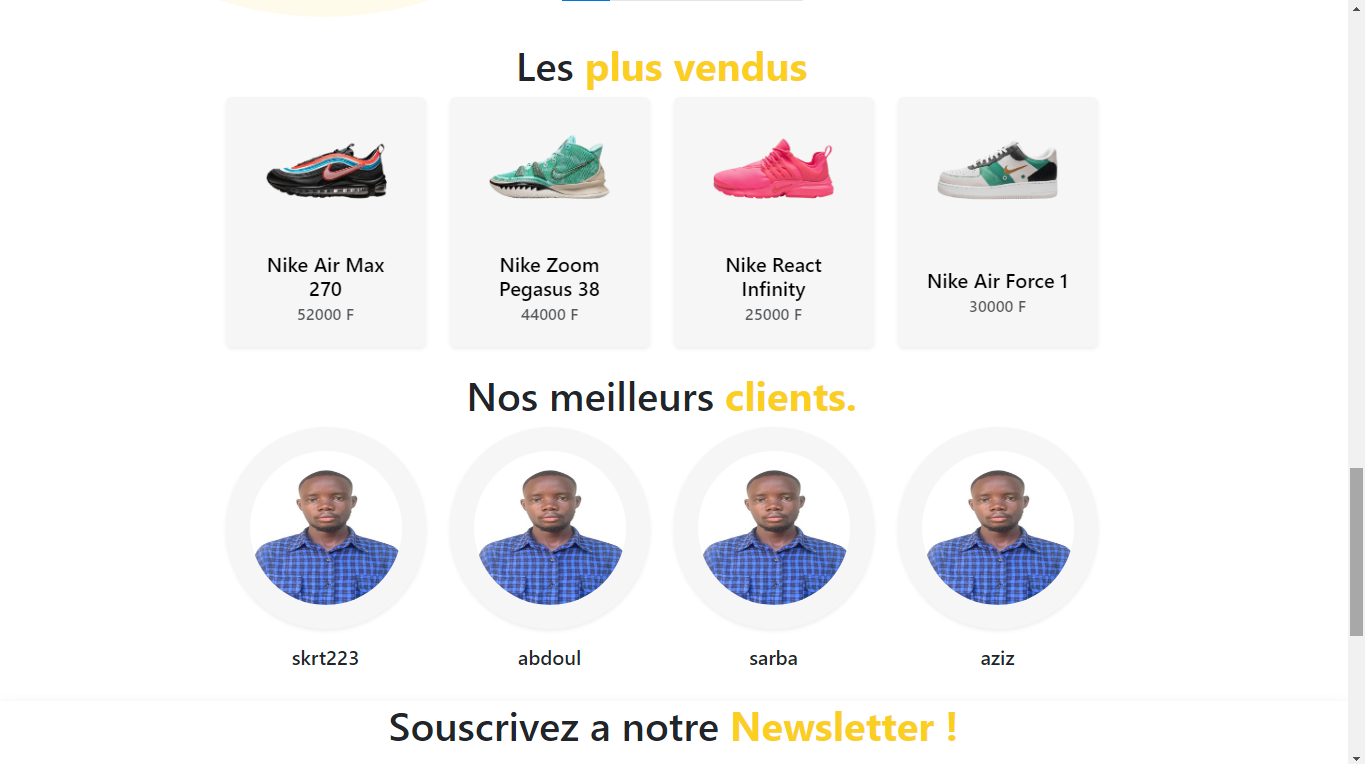 Les plus vendus
Nike Air Max
270
52000 F
Nike Zoom
Pegasus 38
44000 F
Nike React
Infinity
25000 F
Nike Air Force 1
30000 F
Nos meilleurs clients.
skrt223
abdoul
sarba
aziz
Souscrivez a notre Newsletter !